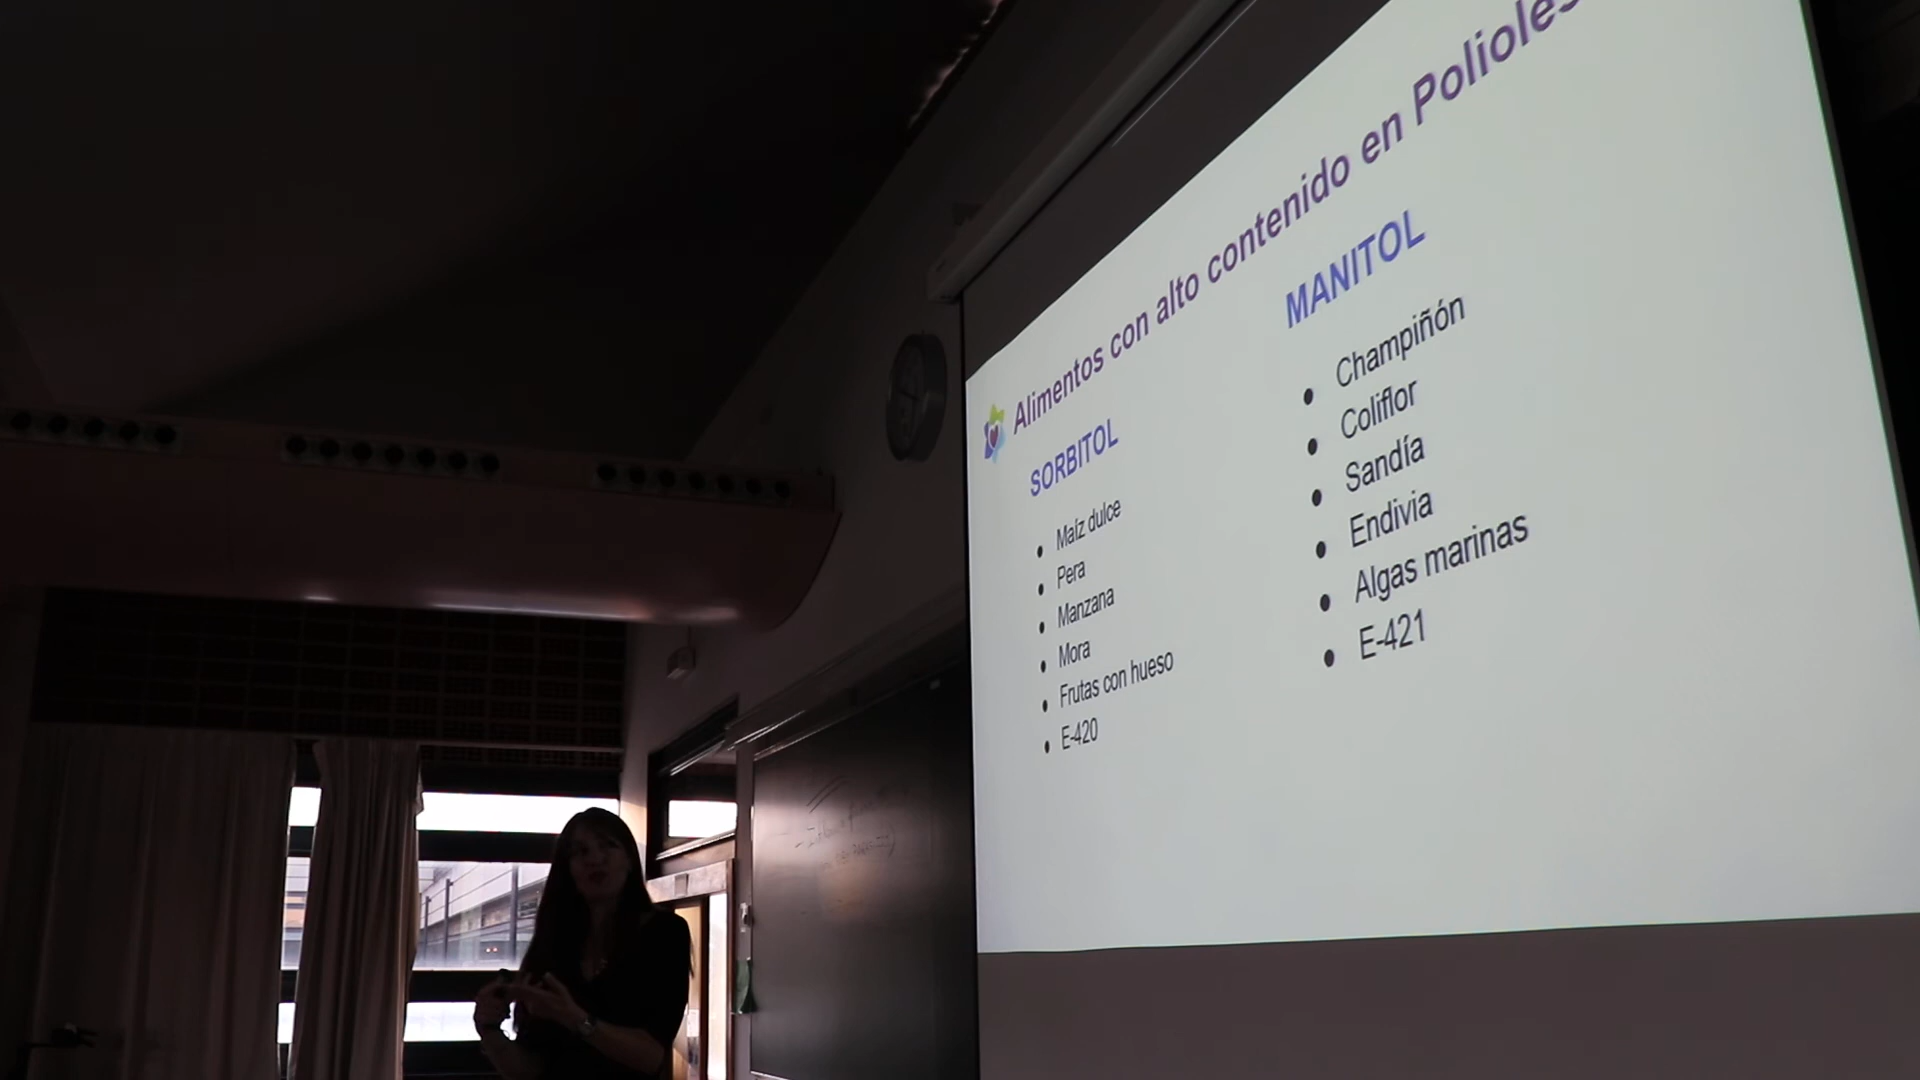 Alimentos con alto contenido en Polioles
SORBITOL
Maíz dulce
Pera
Manzana
Mora
Frutas con hueso
E-420
MANITOL
Champiñón
Coliflor
Sandía
Endivia
Algas marinas
E-421